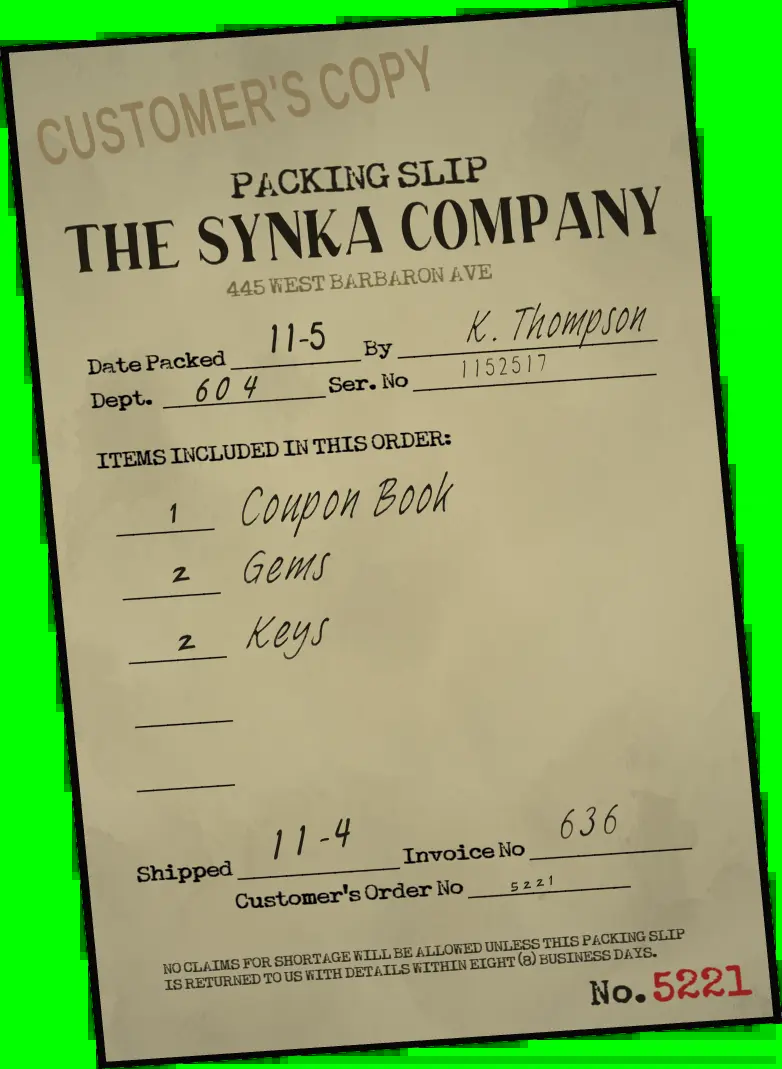 CUSTOMER'S COPY
PACKING SLIP
THE SYNKA COMPANY
445 WEST BARBARON AVE
Date Packed 11-5 By K. Thompson
Dept. 604 Ser. No 1152517
ITEMS INCLUDED IN THIS ORDER:
1 Coupon Book
2 Gems
2 Keys
Shipped 11-4 Invoice No 636
Customer's Order No 5221
NO CLAIMS FOR SHORTAGE WILL BE ALLOWED UNLESS THIS PACKING SLIP
IS RETURNED TO US WITH DETAILS WITHIN EIGHT (8) BUSINESS DAYS.
No. 5221